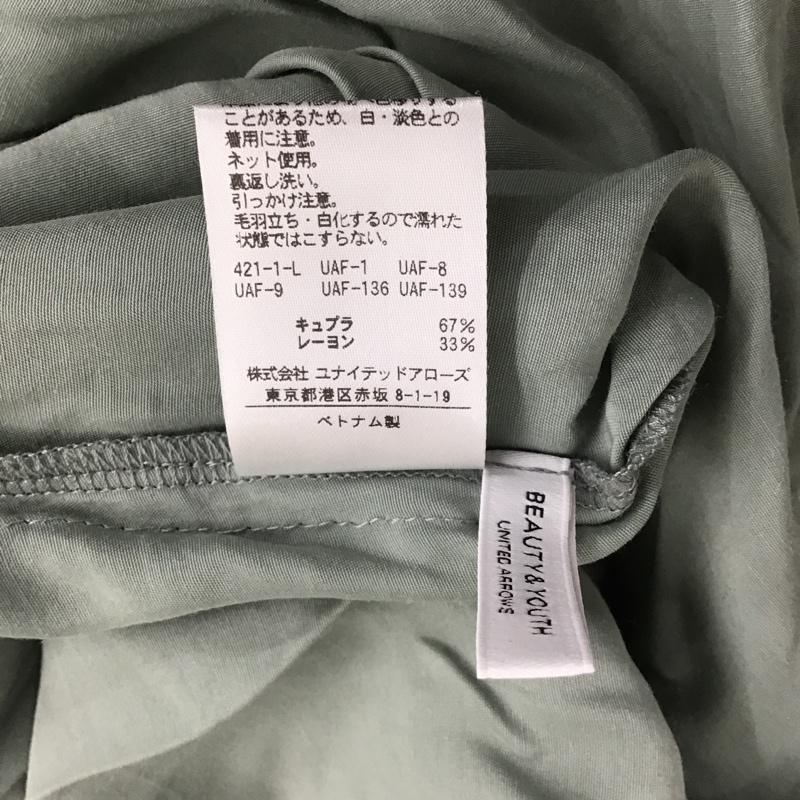 ことがあるため、白・淡色との
着用に注意。
ネット使用。
裏返し洗い。
引っかけ注意。
毛羽立ち・白化するので濡れた
状態ではこすらない。
421-1-L UAF-1 UAF-8
UAF-9 UAF-136 UAF-139
キュプラ 67%
レーヨン 33%
株式会社 ユナイテッドアローズ
東京都港区赤坂 8-1-19
ベトナム製
BEAUTY&YOUTH
UNITED ARROWS